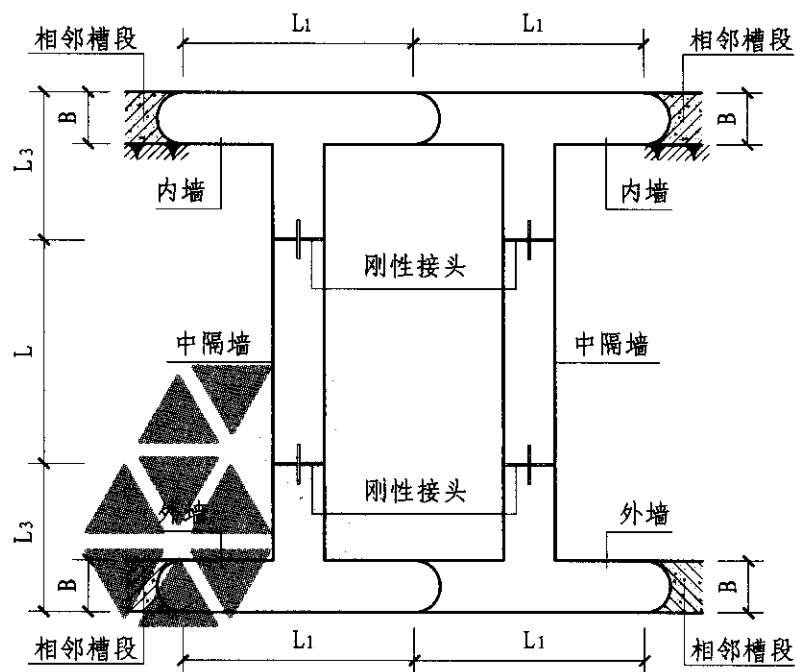 L1 L1
相邻槽段 相邻槽段
B B
L3
内墙 内墙
刚性接头
L
中隔墙 中隔墙
刚性接头
L3
外墙 外墙
B B
相邻槽段 L1 L1 相邻槽段